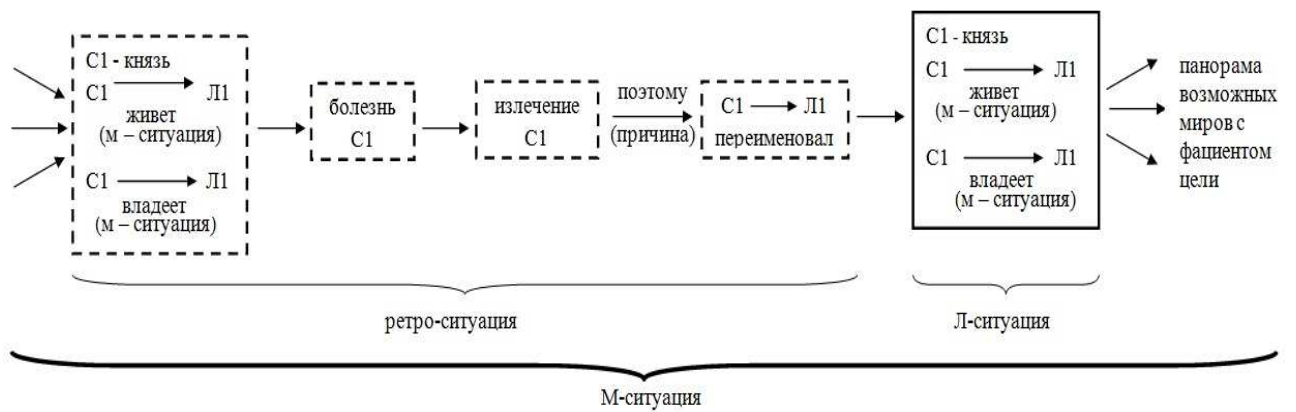 С1 - князь
С1 Л1
живет
(м – ситуация)
С1 Л1
владеет
(м – ситуация)
болезнь
С1
излечение
С1
поэтому
(причина)
С1 Л1
переименовал
С1 - князь
С1 Л1
живет
(м – ситуация)
С1 Л1
владеет
(м – ситуация)
панорама
возможных
миров с
фациентом
цели
ретро-ситуация
Л-ситуация
М-ситуация